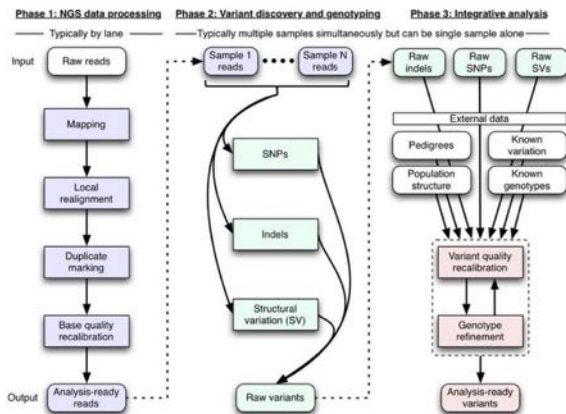 Phase 1: NGS data processing
Typically by lane
Input
Raw reads
Mapping
Local
realignment
Duplicate
marking
Base quality
recalibration
Output
Analysis-ready
reads
Phase 2: Variant discovery and genotyping
Typically multiple samples simultaneously but can be single sample alone
Sample 1
reads
Sample N
reads
SNPs
Indels
Structural
variation (SV)
Raw variants
Phase 3: Integrative analysis
Raw
indels
Raw
SNPs
Raw
SVs
External data
Pedigrees
Known
variation
Population
structure
Known
genotypes
Variant quality
recalibration
Genotype
refinement
Analysis-ready
variants